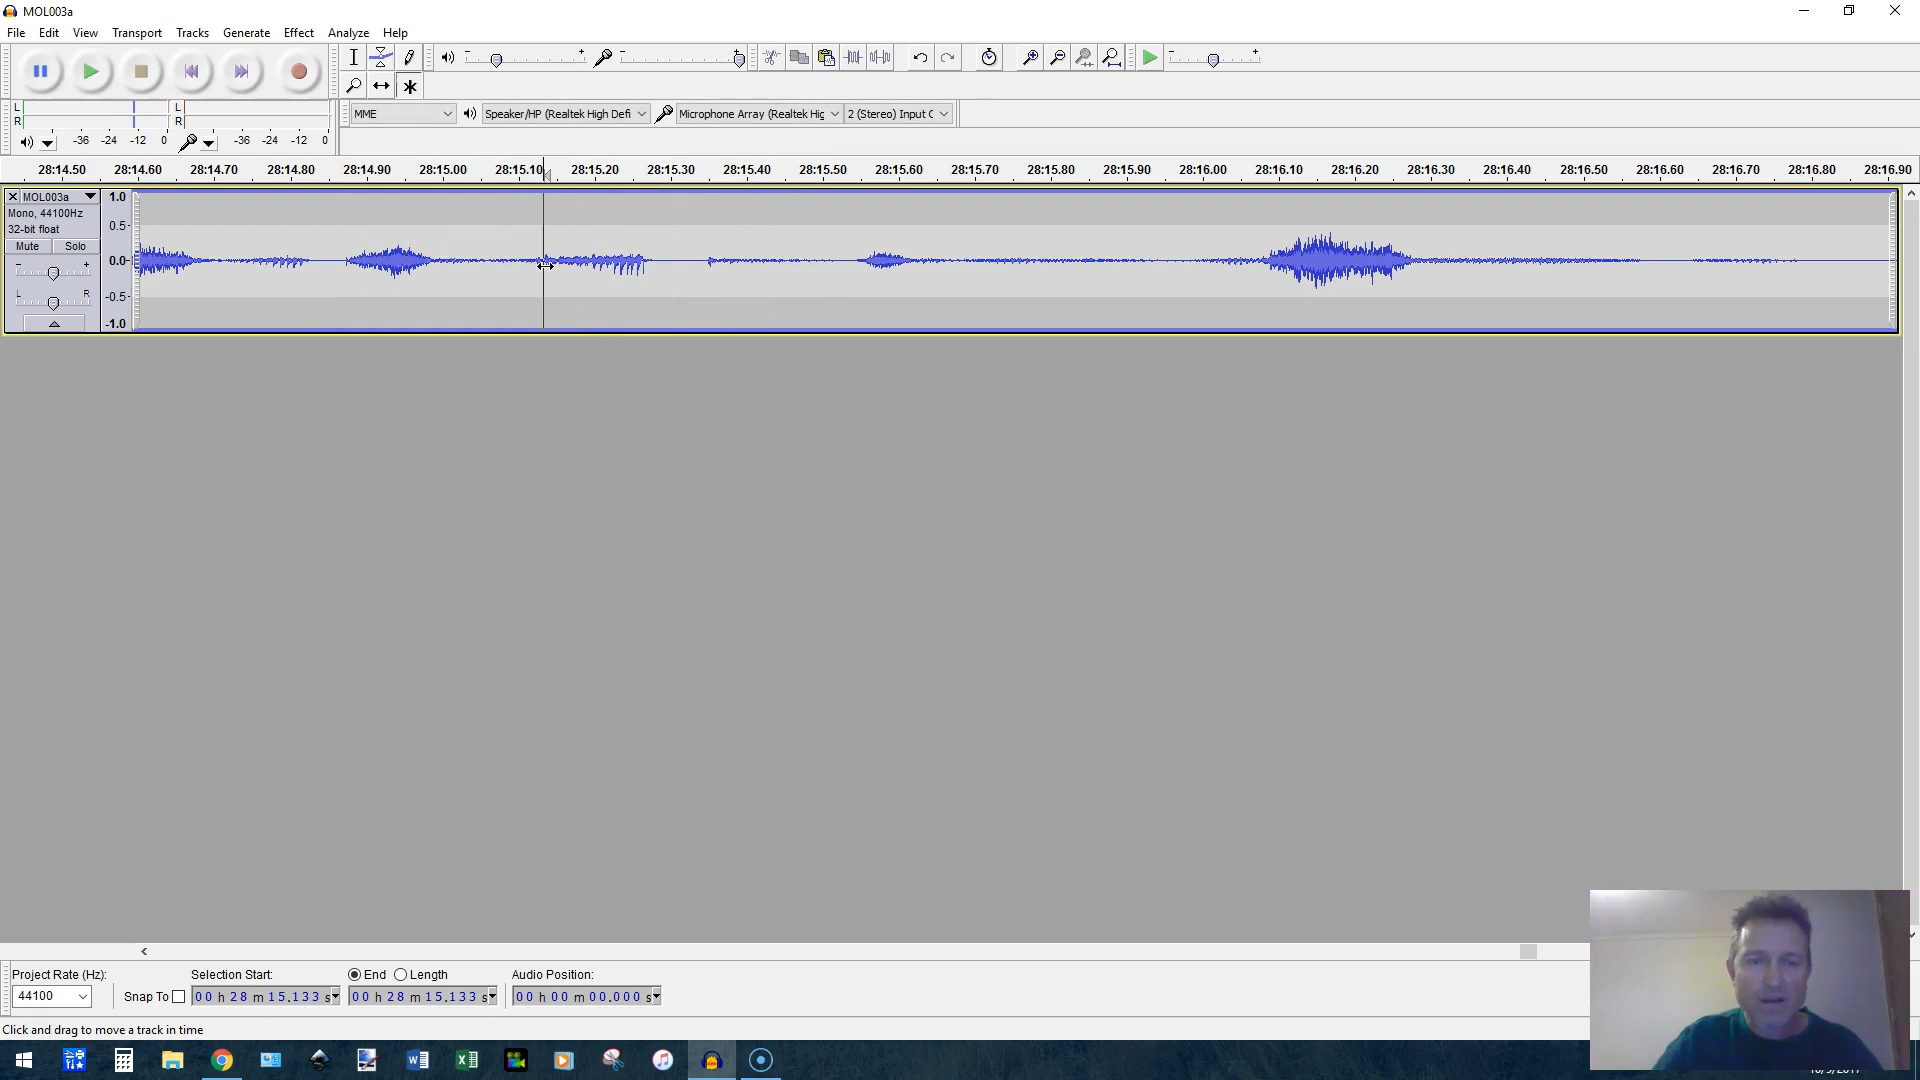 MOL003a
File Edit View Transport Tracks Generate Effect Analyze Help
L L
R R
-36 -24 -12 0 -36 -24 -12 0
MME Speaker/HP (Realtek High Defi Microphone Array (Realtek Hig 2 (Stereo) Input C
28:14.50 28:14.60 28:14.70 28:14.80 28:14.90 28:15.00 28:15.10 28:15.20 28:15.30 28:15.40 28:15.50 28:15.60 28:15.70 28:15.80 28:15.90 28:16.00 28:16.10 28:16.20 28:16.30 28:16.40 28:16.50 28:16.60 28:16.70 28:16.80 28:16.90
X MOL003a 1.0
Mono, 44100Hz
32-bit float 0.5
Mute Solo
- + 0.0
L R -0.5
-1.0
Project Rate (Hz): Selection Start: End Length Audio Position:
44100 Snap To 00 h 28 m 15.133 s 00 h 28 m 15.133 s 00 h 00 m 00.000 s
Click and drag to move a track in time